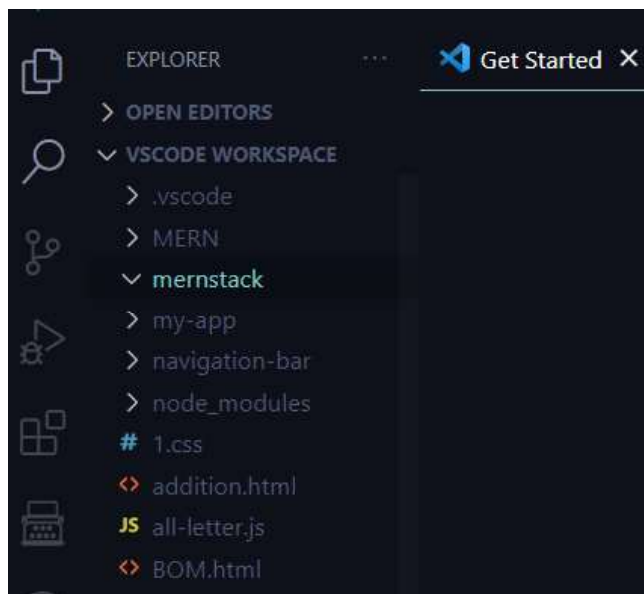 EXPLORER ··· Get Started
OPEN EDITORS
VSCODE WORKSPACE
.vscode
MERN
mernstack
my-app
navigation-bar
node_modules
# 1.css
<> addition.html
JS all-letter.js
<> BOM.html